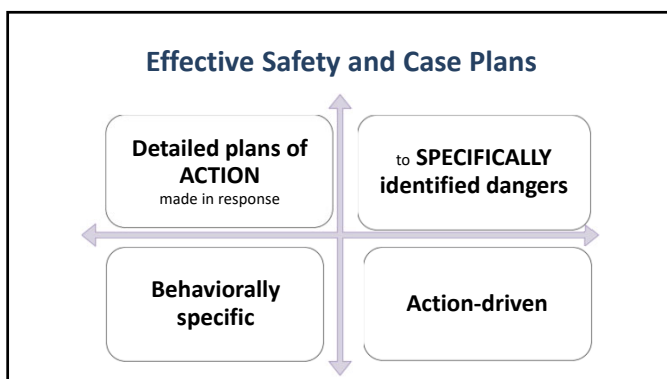 Effective Safety and Case Plans
Detailed plans of
ACTION
made in response
to SPECIFICALLY
identified dangers
Behaviorally
specific
Action-driven